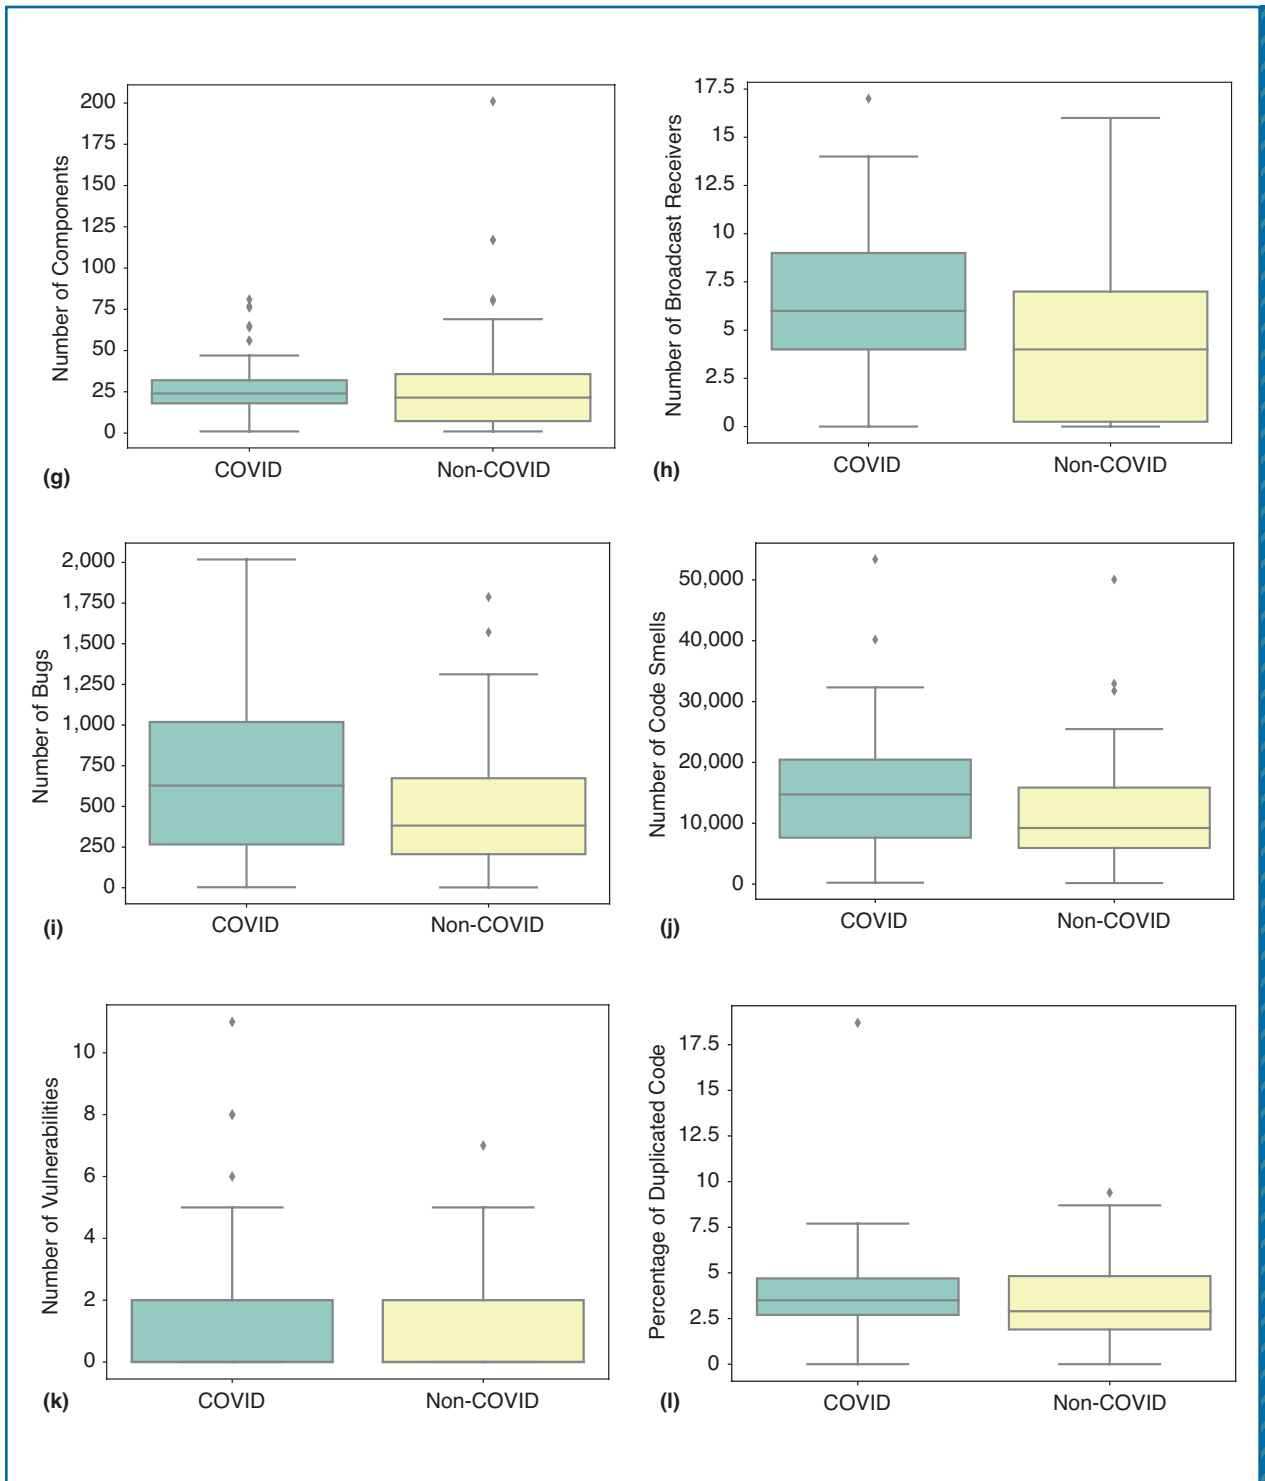 Number of Components
200
175
150
125
100
75
50
25
0
COVID
Non-COVID
(g)
Number of Broadcast Receivers
17.5
15
12.5
10
7.5
5
2.5
0
COVID
Non-COVID
(h)
Number of Bugs
2,000
1,750
1,500
1,250
1,000
750
500
250
0
COVID
Non-COVID
(i)
Number of Code Smells
50,000
40,000
30,000
20,000
10,000
0
COVID
Non-COVID
(j)
Number of Vulnerabilities
10
8
6
4
2
0
COVID
Non-COVID
(k)
Percentage of Duplicated Code
17.5
15
12.5
10
7.5
5
2.5
0
COVID
Non-COVID
(l)